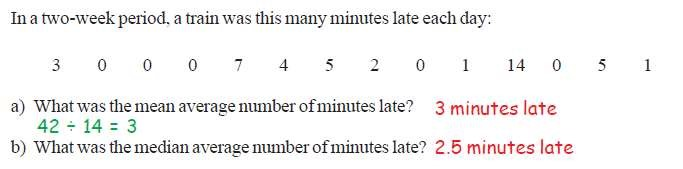 In a two-week period, a train was this many minutes late each day:
3 0 0 0 7 4 5 2 0 1 14 0 5 1
a) What was the mean average number of minutes late? 3 minutes late
42 ÷ 14 = 3
b) What was the median average number of minutes late? 2.5 minutes late